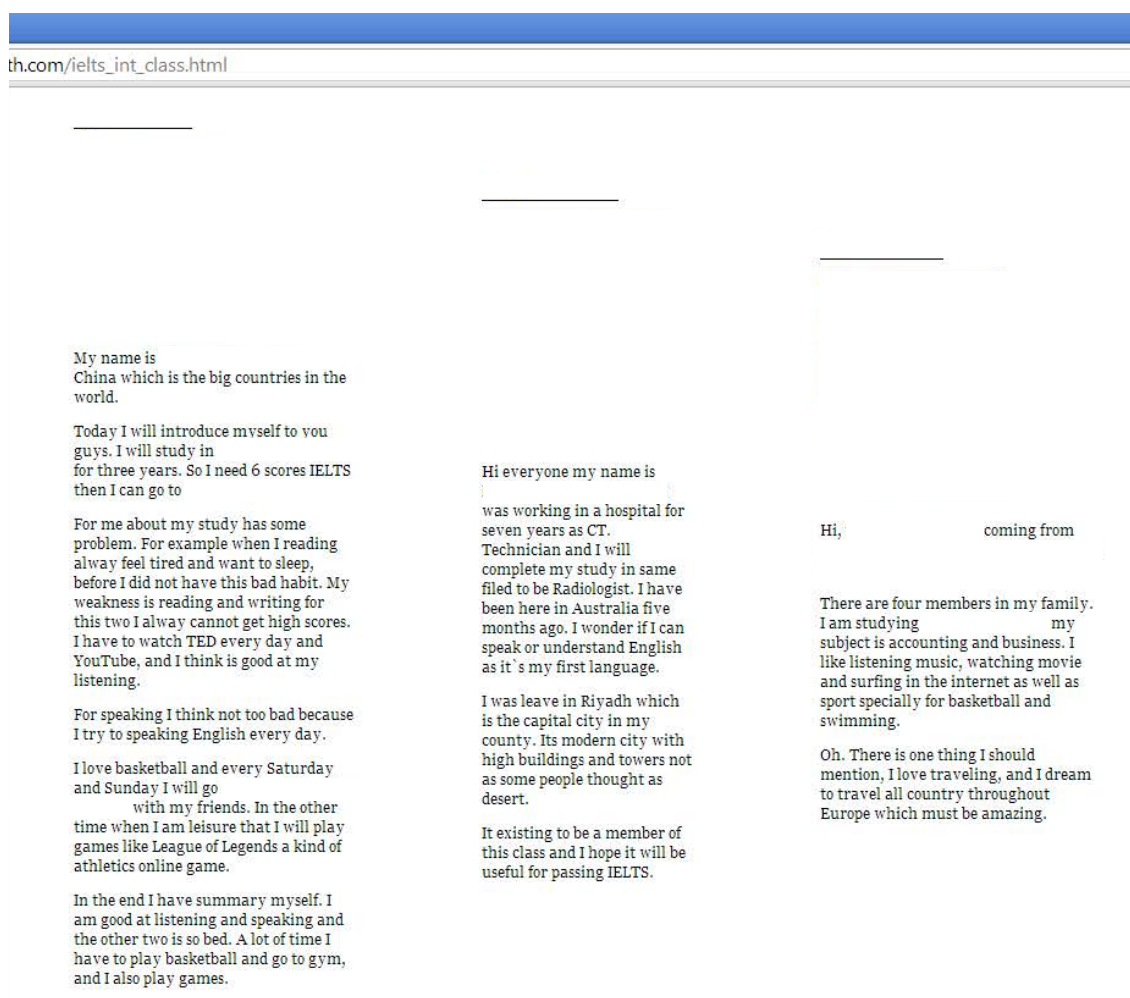 th.com/ielts_int_class.html
My name is
China which is the big countries in the
world.
Today I will introduce myself to you
guys. I will study in
for three years. So I need 6 scores IELTS
then I can go to
For me about my study has some
problem. For example when I reading
alway feel tired and want to sleep,
before I did not have this bad habit. My
weakness is reading and writing for
this two I alway cannot get high scores.
I have to watch TED every day and
YouTube, and I think is good at my
listening.
For speaking I think not too bad because
I try to speaking English every day.
I love basketball and every Saturday
and Sunday I will go
with my friends. In the other
time when I am leisure that I will play
games like League of Legends a kind of
athletics online game.
In the end I have summary myself. I
am good at listening and speaking and
the other two is so bed. A lot of time I
have to play basketball and go to gym,
and I also play games.
Hi everyone my name is
was working in a hospital for
seven years as CT.
Technician and I will
complete my study in same
filed to be Radiologist. I have
been here in Australia five
months ago. I wonder if I can
speak or understand English
as it`s my first language.
I was leave in Riyadh which
is the capital city in my
county. Its modern city with
high buildings and towers not
as some people thought as
desert.
It existing to be a member of
this class and I hope it will be
useful for passing IELTS.
Hi, coming from
There are four members in my family.
I am studying my
subject is accounting and business. I
like listening music, watching movie
and surfing in the internet as well as
sport specially for basketball and
swimming.
Oh. There is one thing I should
mention, I love traveling, and I dream
to travel all country throughout
Europe which must be amazing.